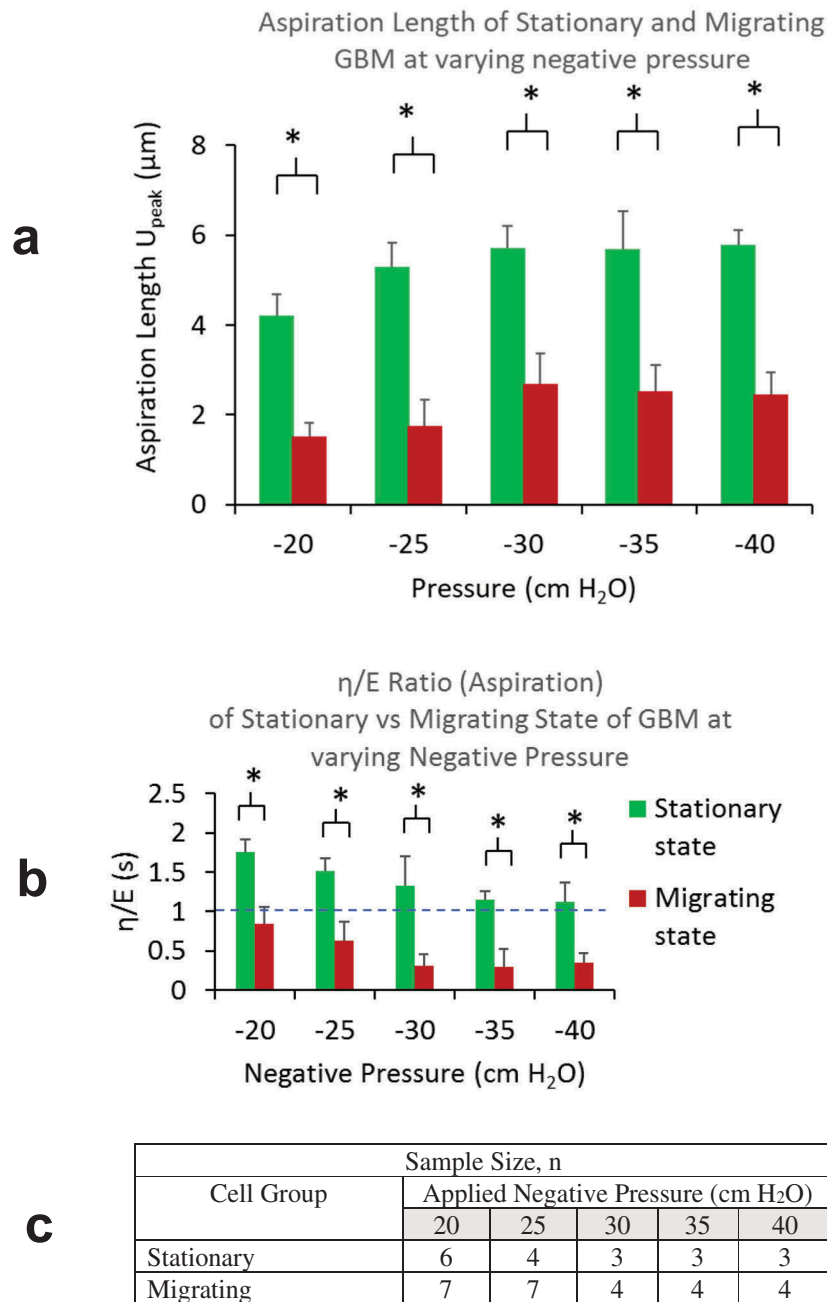 Aspiration Length of Stationary and Migrating
GBM at varying negative pressure
a
Aspiration Length Upeak (µm)
8
6
4
2
0
* * * * *
-20 -25 -30 -35 -40
Pressure (cm H2O)
η/E Ratio (Aspiration)
of Stationary vs Migrating State of GBM at
varying Negative Pressure
b
η/E (s)
2.5
2
1.5
1
0.5
0
* * * * *
Stationary
state
Migrating
state
-20 -25 -30 -35 -40
Negative Pressure (cm H2O)
c
Sample Size, n
Cell Group Applied Negative Pressure (cm H2O)
20 25 30 35 40
Stationary 6 4 3 3 3
Migrating 7 7 4 4 4